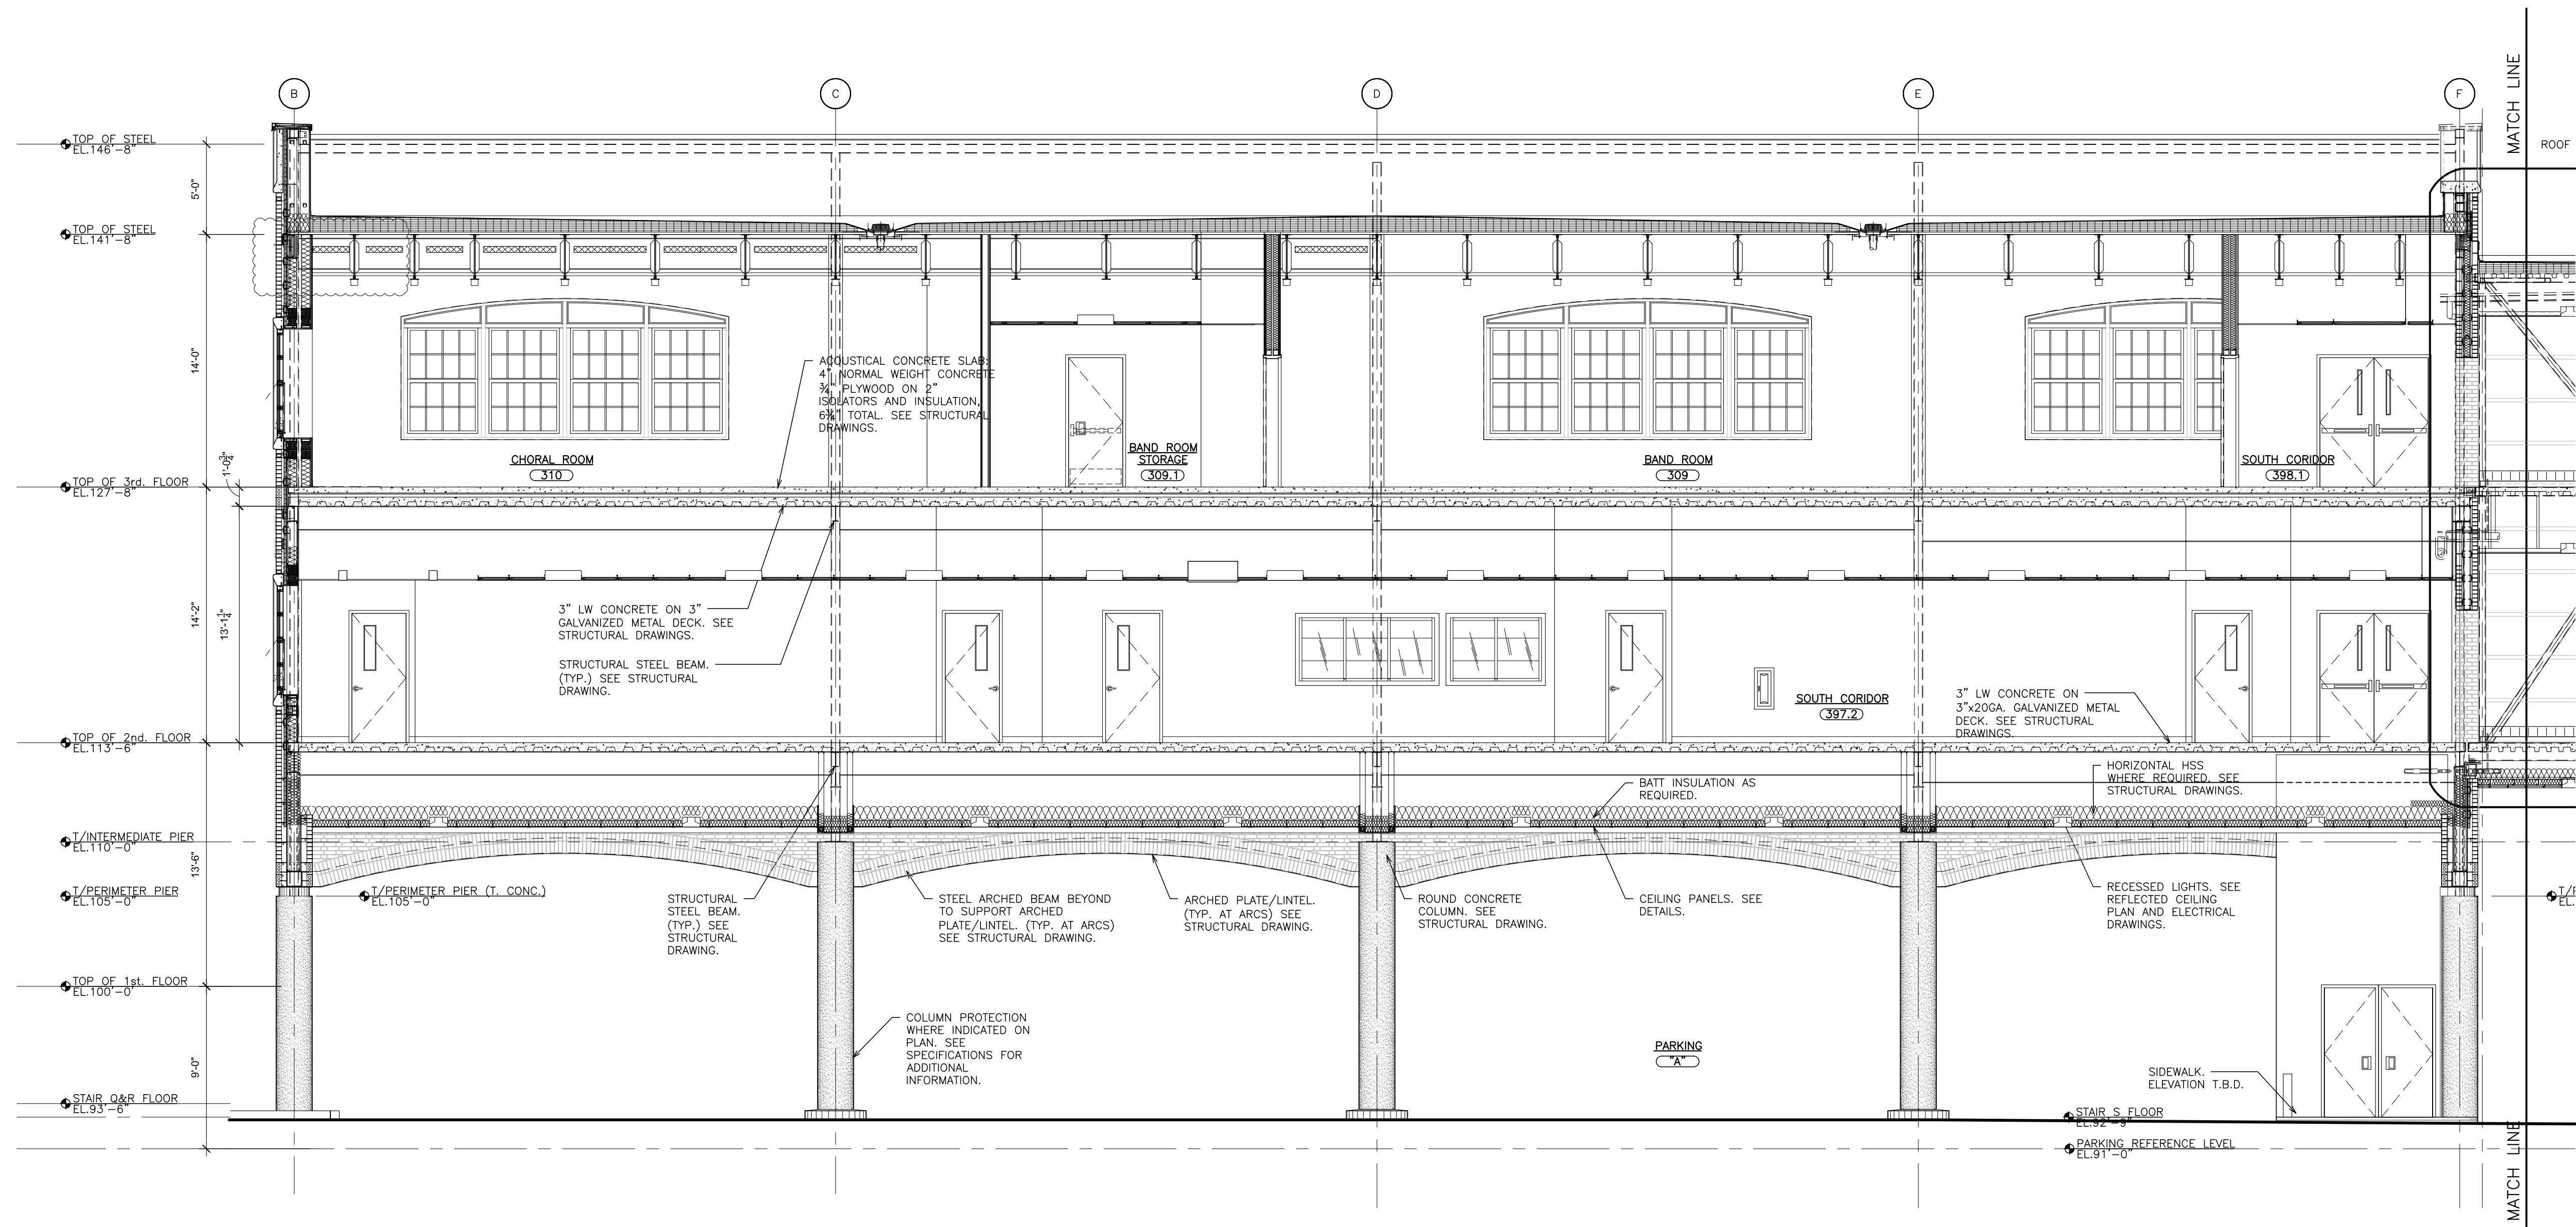 B
C
D
E
F
MATCH LINE
ROOF
TOP OF STEEL
EL.146'-8"
5'-0"
TOP OF STEEL
EL.141'-8"
14'-0"
ACOUSTICAL CONCRETE SLAB:
4" NORMAL WEIGHT CONCRETE
¾" PLYWOOD ON 2"
ISOLATORS AND INSULATION,
6¾" TOTAL. SEE STRUCTURAL
DRAWINGS.
CHORAL ROOM
310
BAND ROOM
STORAGE
309.1
BAND ROOM
309
SOUTH CORIDOR
398.1
1'-0¾"
TOP OF 3rd. FLOOR
EL.127'-8"
14'-2"
13'-1¼"
3" LW CONCRETE ON 3"
GALVANIZED METAL DECK. SEE
STRUCTURAL DRAWINGS.
STRUCTURAL STEEL BEAM.
(TYP.) SEE STRUCTURAL
DRAWING.
SOUTH CORIDOR
397.2
3" LW CONCRETE ON
3"x20GA. GALVANIZED METAL
DECK. SEE STRUCTURAL
DRAWINGS.
TOP OF 2nd. FLOOR
EL.113'-6"
BATT INSULATION AS
REQUIRED.
HORIZONTAL HSS
WHERE REQUIRED. SEE
STRUCTURAL DRAWINGS.
T/INTERMEDIATE PIER
EL.110'-0"
13'-6"
T/PERIMETER PIER
EL.105'-0"
T/PERIMETER PIER (T. CONC.)
EL.105'-0"
STRUCTURAL
STEEL BEAM.
(TYP.) SEE
STRUCTURAL
DRAWING.
STEEL ARCHED BEAM BEYOND
TO SUPPORT ARCHED
PLATE/LINTEL. (TYP. AT ARCS)
SEE STRUCTURAL DRAWING.
ARCHED PLATE/LINTEL.
(TYP. AT ARCS) SEE
STRUCTURAL DRAWING.
ROUND CONCRETE
COLUMN. SEE
STRUCTURAL DRAWING.
CEILING PANELS. SEE
DETAILS.
RECESSED LIGHTS. SEE
REFLECTED CEILING
PLAN AND ELECTRICAL
DRAWINGS.
EL.
TOP OF 1st. FLOOR
EL.100'-0'
COLUMN PROTECTION
WHERE INDICATED ON
PLAN. SEE
SPECIFICATIONS FOR
ADDITIONAL
INFORMATION.
PARKING
"A"
9'-0"
SIDEWALK.
ELEVATION T.B.D.
STAIR Q&R FLOOR
EL.93'-6"
STAIR S FLOOR
EL.92'-9"
PARKING REFERENCE LEVEL
EL.91'-0"
MATCH LINE